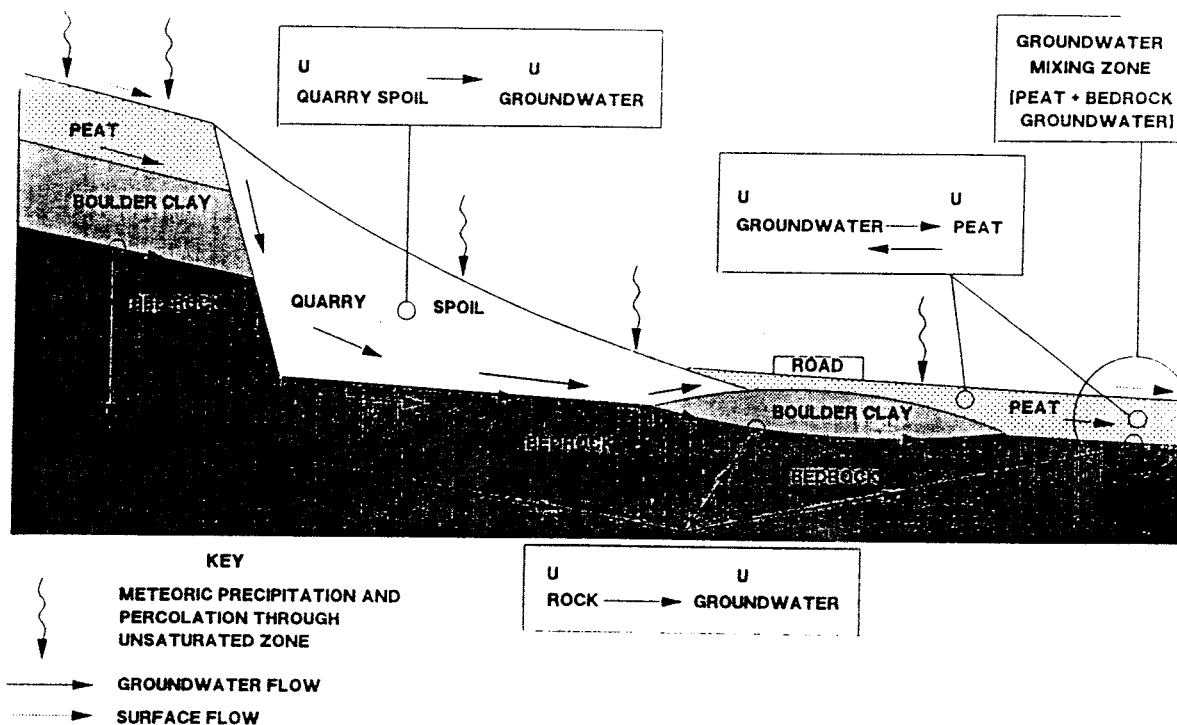 U U
QUARRY SPOIL GROUNDWATER
GROUNDWATER
MIXING ZONE
[PEAT + BEDROCK
GROUNDWATER]
PEAT
BOULDER CLAY
BEDROCK
U U
GROUNDWATER PEAT
QUARRY SPOIL
ROAD
BOULDER CLAY
PEAT
BEDROCK
BEDROCK
U U
ROCK GROUNDWATER
KEY
METEORIC PRECIPITATION AND
PERCOLATION THROUGH
UNSATURATED ZONE
GROUNDWATER FLOW
SURFACE FLOW